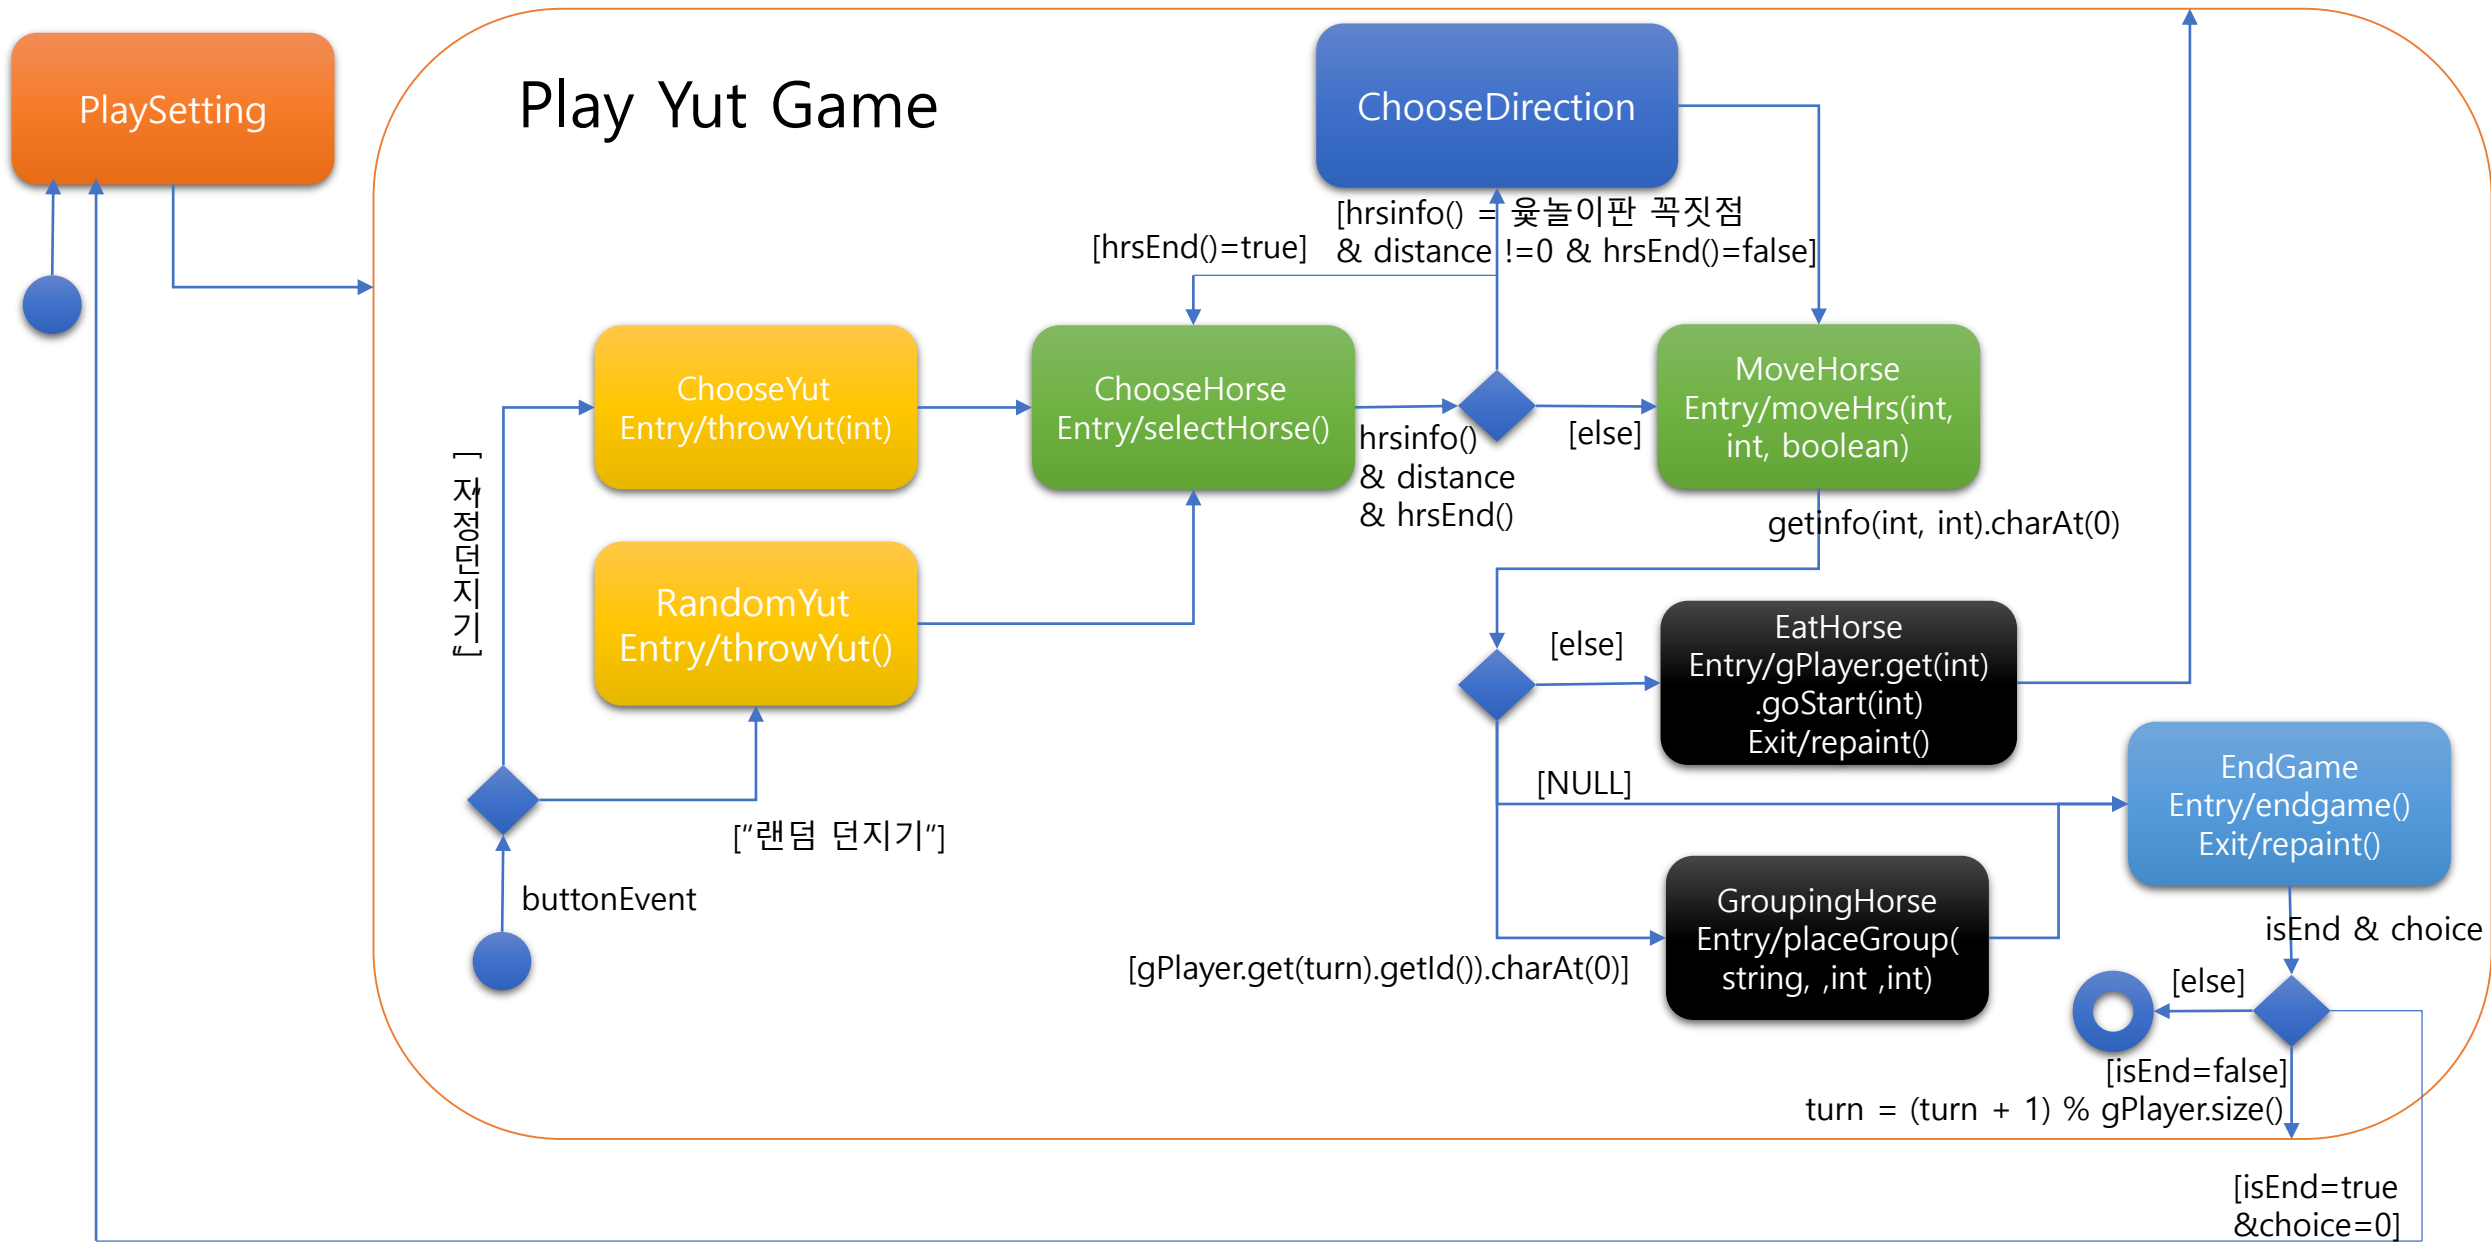 PlaySetting
Play Yut Game
ChooseDirection
[hrsinfo() = 윷놀이판 꼭짓점
& distance !=0 & hrsEnd()=false]
[hrsEnd()=true]
ChooseYut
Entry/throwYut(int)
ChooseHorse
Entry/selectHorse()
hrsinfo()
& distance
& hrsEnd()
[else]
MoveHorse
Entry/moveHrs(int,
int, boolean)
getinfo(int, int).charAt(0)
["지정던지기"]
RandomYut
Entry/throwYut()
["랜덤 던지기"]
buttonEvent
[else]
EatHorse
Entry/gPlayer.get(int)
.goStart(int)
Exit/repaint()
[NULL]
EndGame
Entry/endgame()
Exit/repaint()
GroupingHorse
Entry/placeGroup(
string, ,int ,int)
[gPlayer.get(turn).getId()).charAt(0)]
isEnd & choice
[else]
[isEnd=false]
turn = (turn + 1) % gPlayer.size()
[isEnd=true
&choice=0]